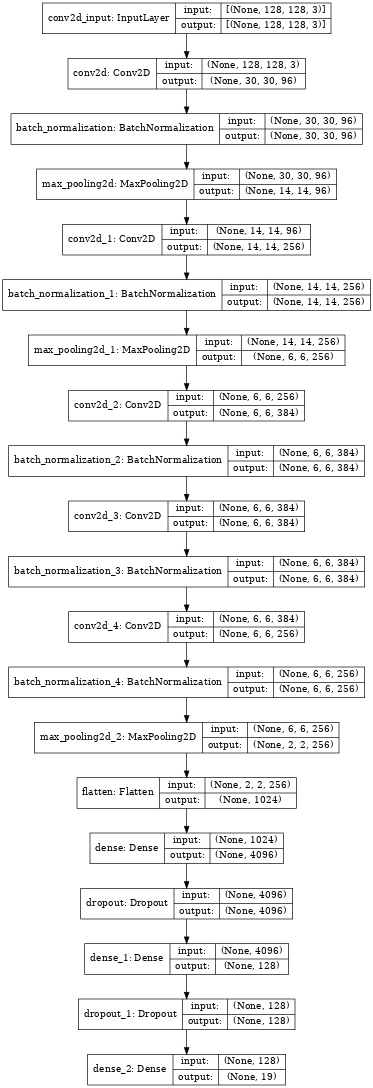 conv2d_input: InputLayer input: [(None, 128, 128, 3)]
output: [(None, 128, 128, 3)]
conv2d: Conv2D input: (None, 128, 128, 3)
output: (None, 30, 30, 96)
batch_normalization: BatchNormalization input: (None, 30, 30, 96)
output: (None, 30, 30, 96)
max_pooling2d: MaxPooling2D input: (None, 30, 30, 96)
output: (None, 14, 14, 96)
conv2d_1: Conv2D input: (None, 14, 14, 96)
output: (None, 14, 14, 256)
batch_normalization_1: BatchNormalization input: (None, 14, 14, 256)
output: (None, 14, 14, 256)
max_pooling2d_1: MaxPooling2D input: (None, 14, 14, 256)
output: (None, 6, 6, 256)
conv2d_2: Conv2D input: (None, 6, 6, 256)
output: (None, 6, 6, 384)
batch_normalization_2: BatchNormalization input: (None, 6, 6, 384)
output: (None, 6, 6, 384)
conv2d_3: Conv2D input: (None, 6, 6, 384)
output: (None, 6, 6, 384)
batch_normalization_3: BatchNormalization input: (None, 6, 6, 384)
output: (None, 6, 6, 384)
conv2d_4: Conv2D input: (None, 6, 6, 384)
output: (None, 6, 6, 256)
batch_normalization_4: BatchNormalization input: (None, 6, 6, 256)
output: (None, 6, 6, 256)
max_pooling2d_2: MaxPooling2D input: (None, 6, 6, 256)
output: (None, 2, 2, 256)
flatten: Flatten input: (None, 2, 2, 256)
output: (None, 1024)
dense: Dense input: (None, 1024)
output: (None, 4096)
dropout: Dropout input: (None, 4096)
output: (None, 4096)
dense_1: Dense input: (None, 4096)
output: (None, 128)
dropout_1: Dropout input: (None, 128)
output: (None, 128)
dense_2: Dense input: (None, 128)
output: (None, 19)